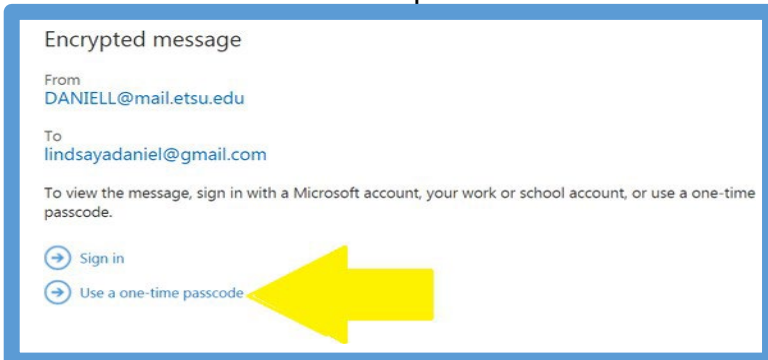 Encrypted message
From
DANIELL@mail.etsu.edu
To
lindsayadaniel@gmail.com
To view the message, sign in with a Microsoft account, your work or school account, or use a one-time
passcode.
Sign in
Use a one-time passcode